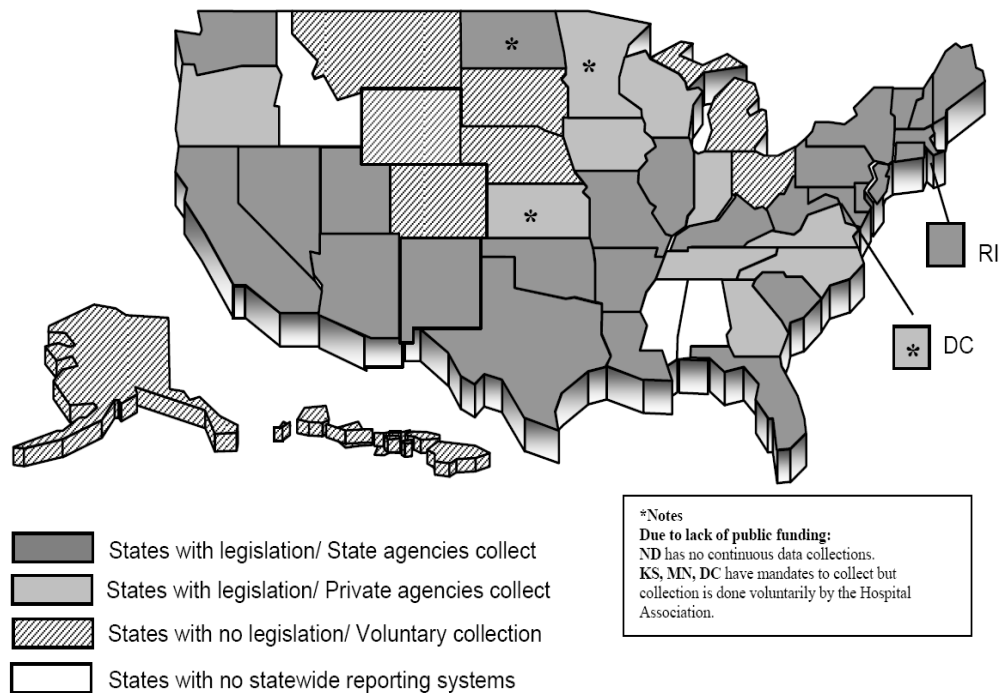 *
*
*
RI
*
DC
*Notes
Due to lack of public funding:
ND has no continuous data collections.
KS, MN, DC have mandates to collect but
collection is done voluntarily by the Hospital
Association.
States with legislation/ State agencies collect
States with legislation/ Private agencies collect
States with no legislation/ Voluntary collection
States with no statewide reporting systems